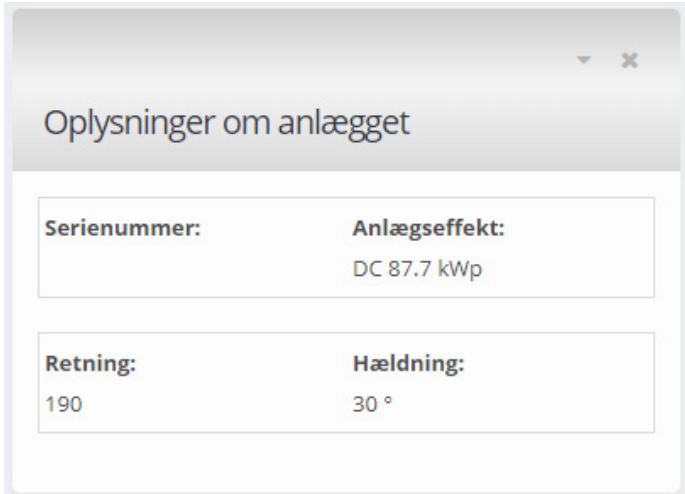 Oplysninger om anlægget
Serienummer: Anlægseffekt:
DC 87.7 kWp
Retning: Hældning:
190 30 °